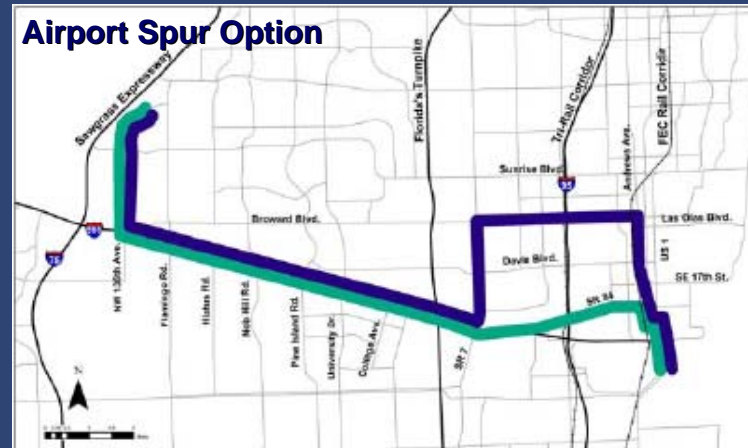 Airport Spur Option
Sawgrass Expressway
Florida's Turnpike
Tri-Rail Corridor
Andrews Ave.
FEC Rail Corridor
Sunrise Blvd.
95
Broward Blvd.
Las Olas Blvd.
595
75
NW 136th Ave.
Flamingo Rd.
Hiatus Rd.
Nob Hill Rd.
Pine Island Rd.
University Dr.
College Ave.
SR 7
Davie Blvd.
US 1
SE 17th St.
SR 84
N